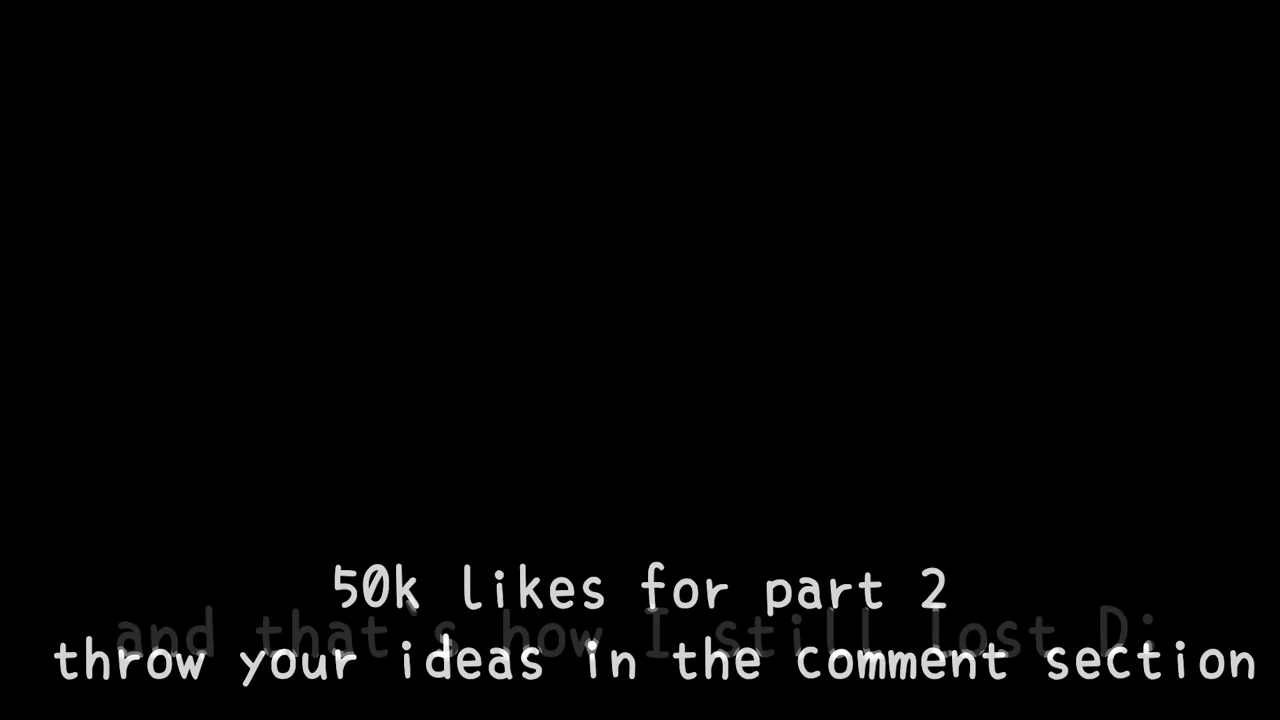 50k likes for part 2
and that's how I still lost D:
throw your ideas in the comment section